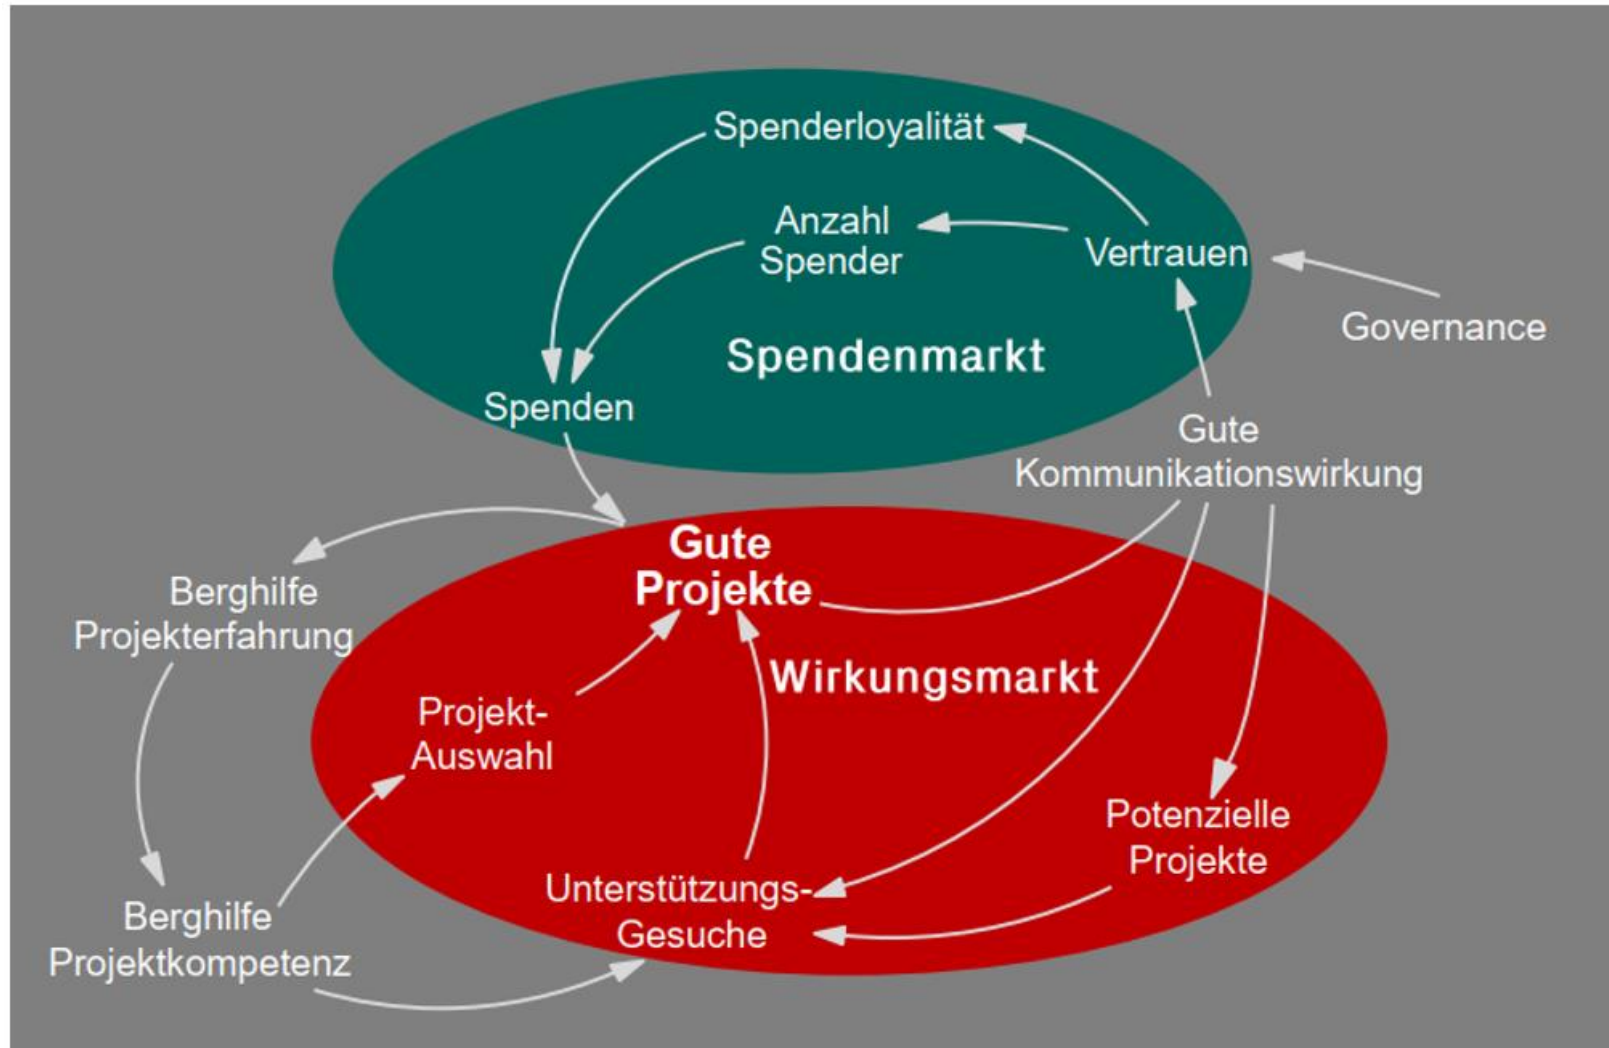 Spenderloyalität
Anzahl
Spender
Vertrauen
Governance
Spendenmarkt
Spenden
Gute
Kommunikationswirkung
Gute
Projekte
Berghilfe
Projekterfahrung
Wirkungsmarkt
Projekt-
Auswahl
Potenzielle
Projekte
Unterstützungs-
Gesuche
Berghilfe
Projektkompetenz